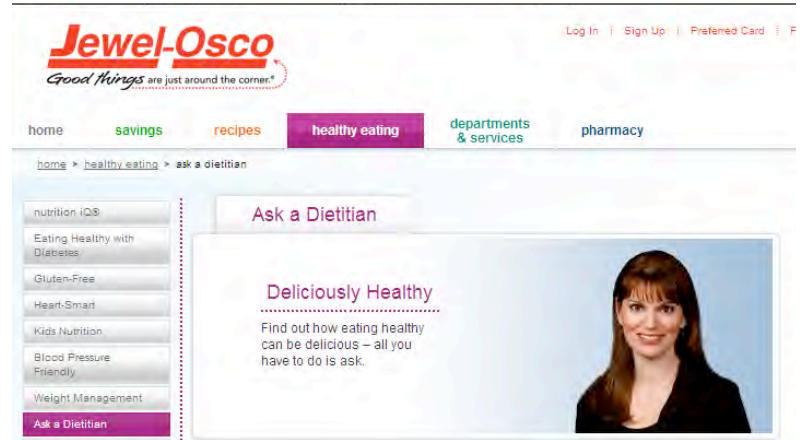 Jewel-Osco
Good things are just around the corner.®
Log In | Sign Up | Preferred Card |
home savings recipes healthy eating departments & services pharmacy
home > healthy eating > ask a dietitian
nutrition iQ®
Eating Healthy with
Diabetes
Gluten-Free
Heart-Smart
Kids Nutrition
Blood Pressure
Friendly
Weight Management
Ask a Dietitian
Ask a Dietitian
Deliciously Healthy
Find out how eating healthy
can be delicious – all you
have to do is ask.